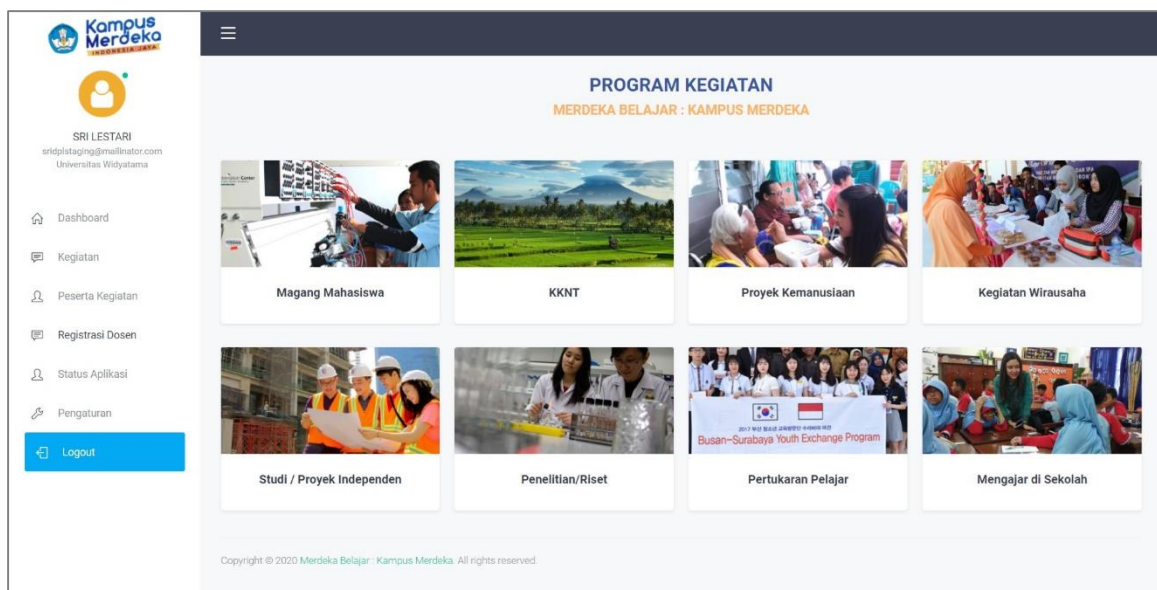 Kampus
Merdeka
INDONESIA JAYA
SRI LESTARI
sridplstaging@mailinator.com
Universitas Widyatama
Dashboard
Kegiatan
Peserta Kegiatan
Registrasi Dosen
Status Aplikasi
Pengaturan
Logout
PROGRAM KEGIATAN
MERDEKA BELAJAR : KAMPUS MERDEKA
Magang Mahasiswa
KKNT
Proyek Kemanusiaan
Kegiatan Wirausaha
Busan-Surabaya Youth Exchange Program
Studi / Proyek Independen
Penelitian/Riset
Pertukaran Pelajar
Mengajar di Sekolah
Copyright © 2020 Merdeka Belajar : Kampus Merdeka. All rights reserved.